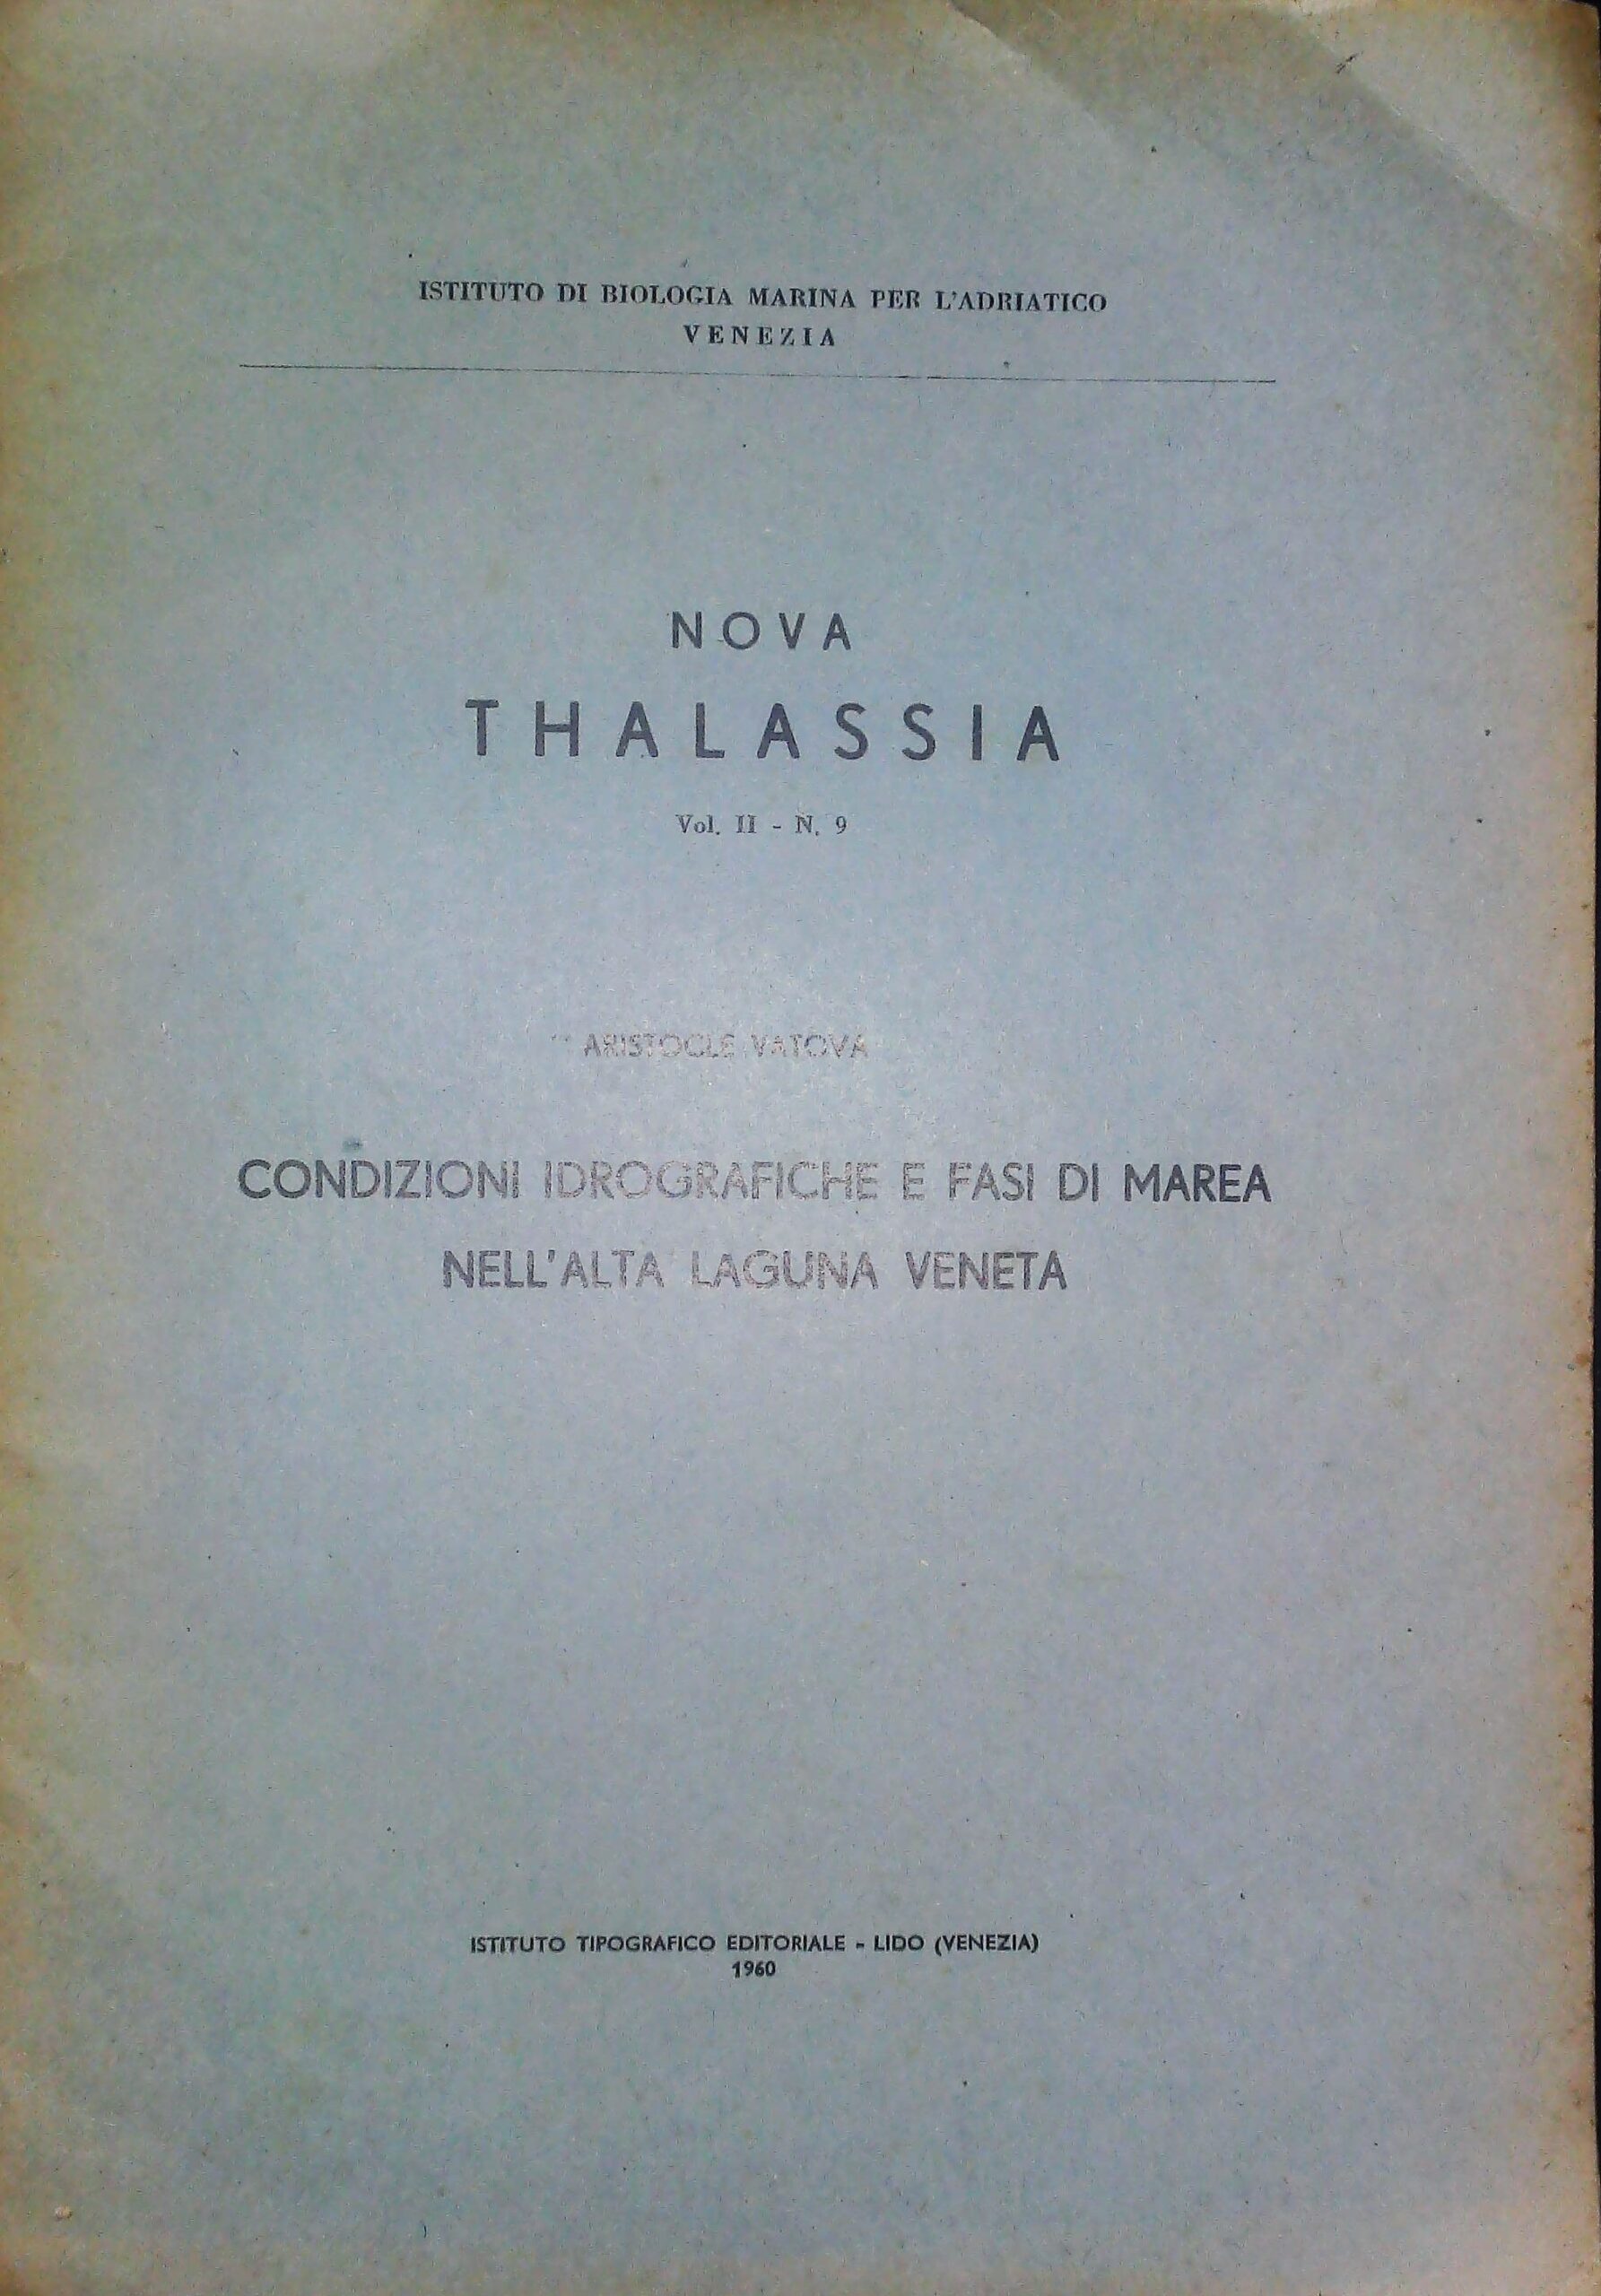 ISTITUTO DI BIOLOGIA MARINA PER L'ADRIATICO
VENEZIA
NOVA
THALASSIA
Vol. II - N. 9
ARISTOCLE VATOVA
CONDIZIONI IDROGRAFICHE E FASI DI MAREA
NELL'ALTA LAGUNA VENETA
ISTITUTO TIPOGRAFICO EDITORIALE - LIDO (VENEZIA)
1960